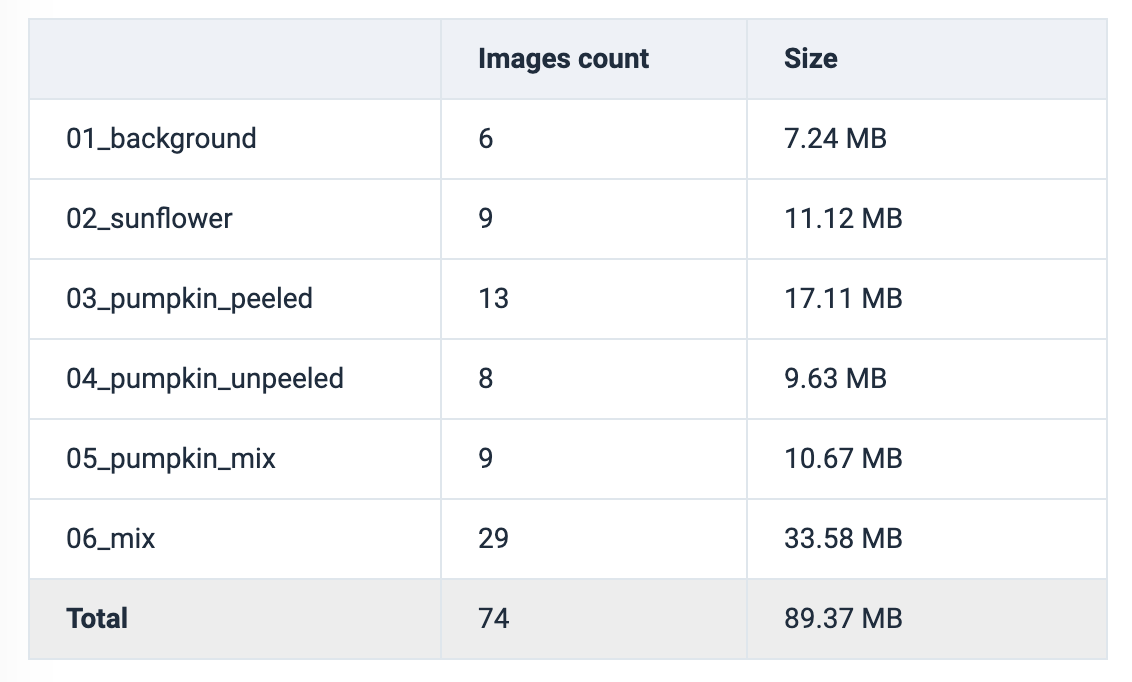 Images count Size
01_background 6 7.24 MB
02_sunflower 9 11.12 MB
03_pumpkin_peeled 13 17.11 MB
04_pumpkin_unpeeled 8 9.63 MB
05_pumpkin_mix 9 10.67 MB
06_mix 29 33.58 MB
Total 74 89.37 MB